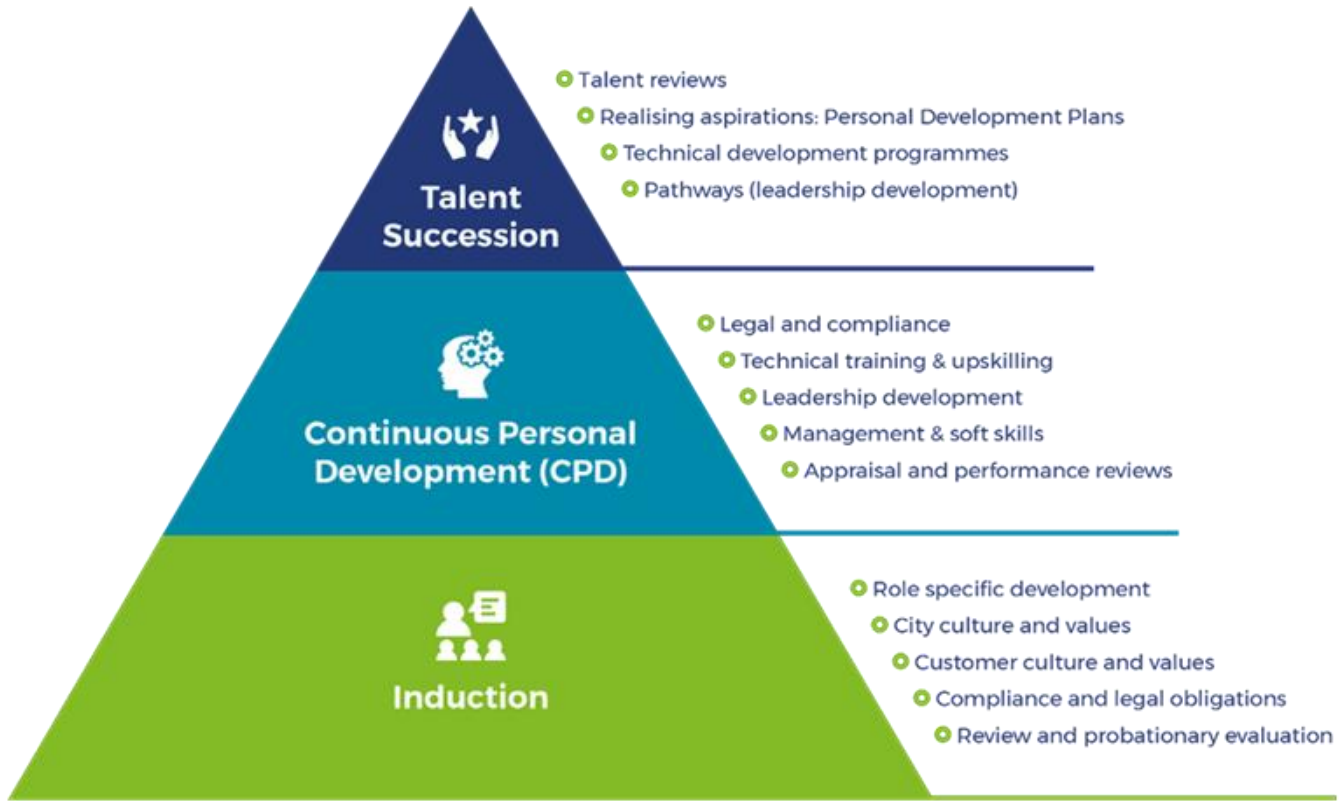 Talent reviews
Realising aspirations: Personal Development Plans
Technical development programmes
Pathways (leadership development)
Talent
Succession
Legal and compliance
Technical training & upskilling
Leadership development
Management & soft skills
Appraisal and performance reviews
Continuous Personal
Development (CPD)
Role specific development
City culture and values
Customer culture and values
Compliance and legal obligations
Review and probationary evaluation
Induction